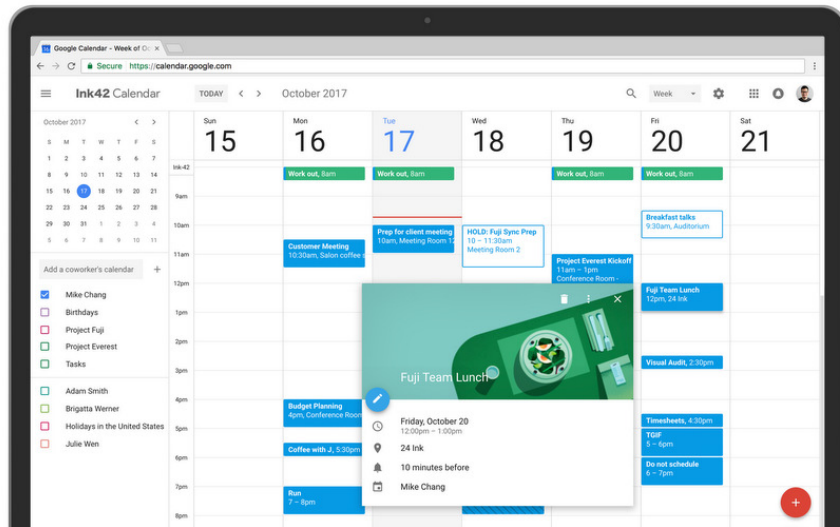 Google Calendar - Week of Oc
Secure https://calendar.google.com
Ink42 Calendar
TODAY
October 2017
Week
October 2017
S M T W T F S
1 2 3 4 5 6 7
8 9 10 11 12 13 14
15 16 17 18 19 20 21
22 23 24 25 26 27 28
29 30 31 1 2 3 4
5 6 7 8 9 10 11
Add a coworker's calendar +
Mike Chang
Birthdays
Project Fuji
Project Everest
Tasks
Adam Smith
Brigatta Werner
Holidays in the United States
Julie Wen
Sun
15
Mon
16
Tue
17
Wed
18
Thu
19
Fri
20
Sat
21
Ink-42
9am
10am
11am
12pm
1pm
2pm
3pm
4pm
5pm
6pm
7pm
8pm
Work out, 8am
Customer Meeting
10:30am, Salon coffee s
Budget Planning
4pm, Conference Room
Coffee with J, 5:30pm
Run
7 – 8pm
Work out, 8am
Prep for client meeting
10am, Meeting Room 12
HOLD: Fuji Sync Prep
10 – 11:30am
Meeting Room 2
Work out, 8am
Project Everest Kickoff
11am – 1pm
Conference Room -
Work out, 8am
Breakfast talks
9:30am, Auditorium
Fuji Team Lunch
12pm, 24 Ink
Visual Audit, 2:30pm
Timesheets, 4:30pm
TGIF
5 – 6pm
Do not schedule
6 – 7pm
Fuji Team Lunch
Friday, October 20
12:00pm – 1:00pm
24 Ink
10 minutes before
Mike Chang